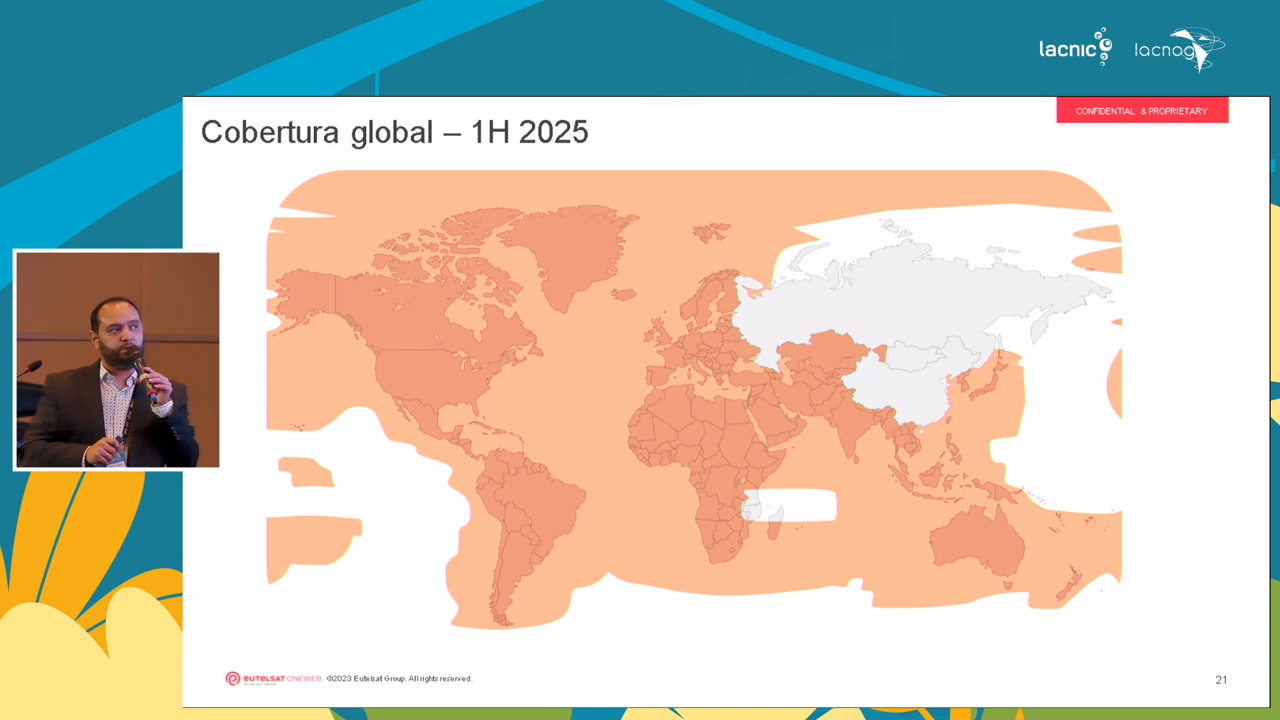 lacnic
lacnog
CONFIDENTIAL & PROPRIETARY
Cobertura global – 1H 2025
eutelsat ONEWEB ©2023 Eutelsat Group. All rights reserved.
21